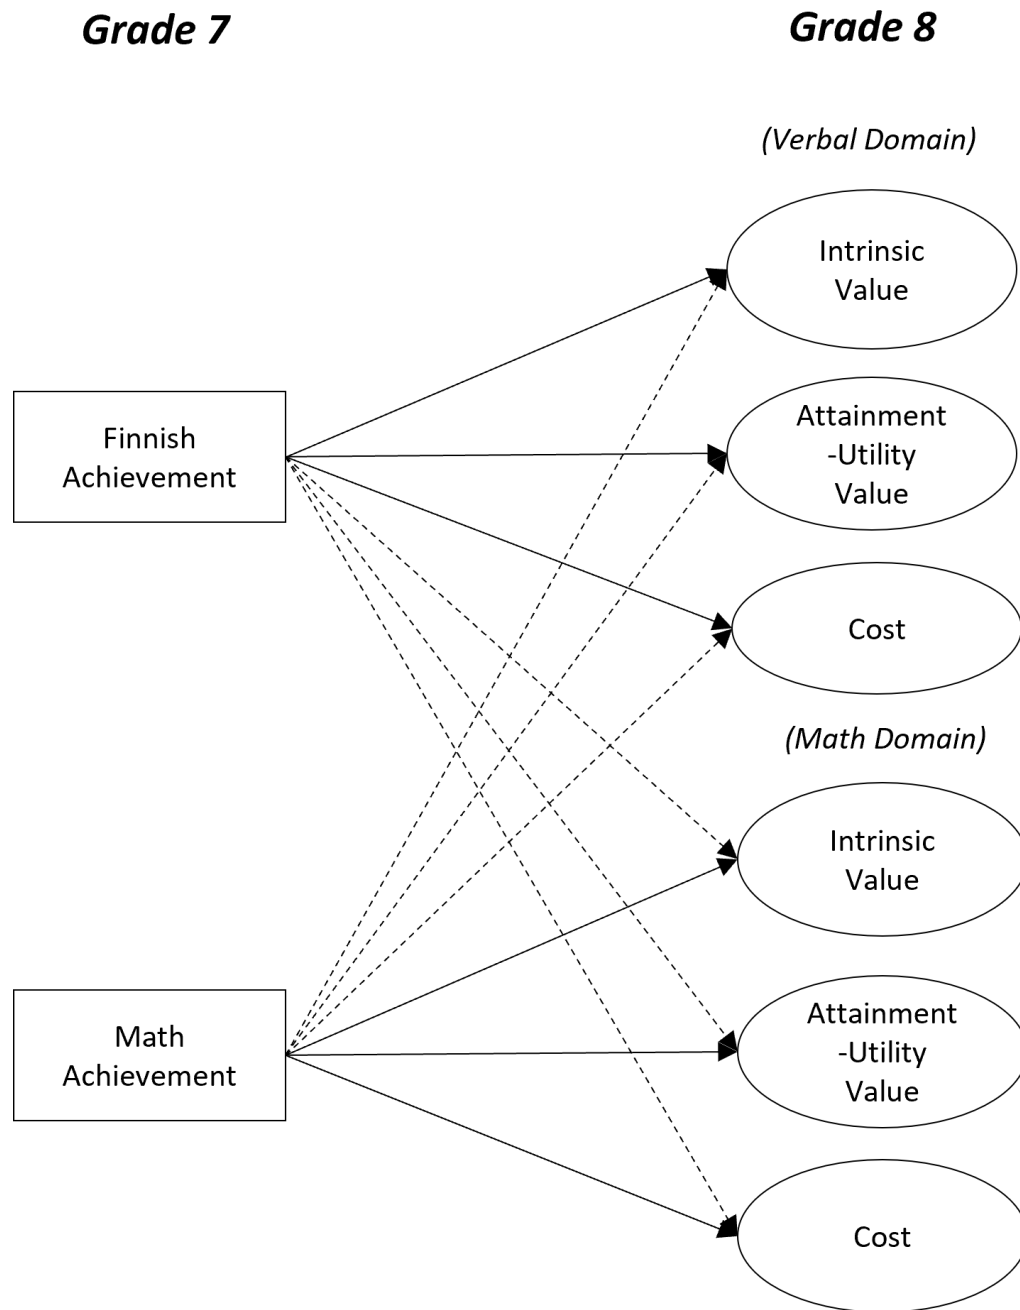 Grade 7
Grade 8
(Verbal Domain)
Intrinsic
Value
Finnish
Achievement
Attainment
-Utility
Value
Cost
(Math Domain)
Intrinsic
Value
Math
Achievement
Attainment
-Utility
Value
Cost